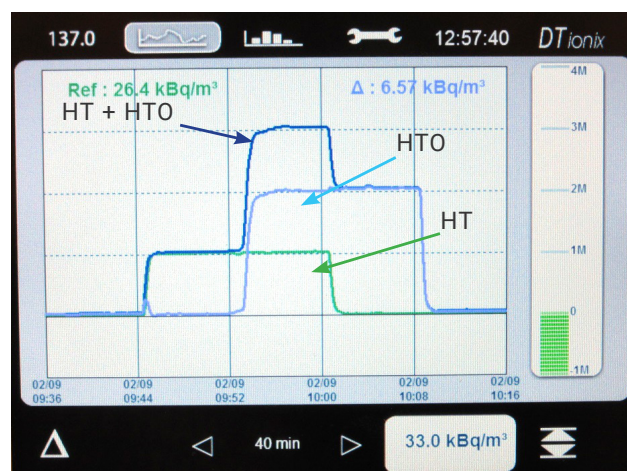 137.0 12:57:40 DTionix
Ref : 26.4 kBq/m³ Δ : 6.57 kBq/m³
HT + HTO
HTO
HT
4M
3M
2M
1M
0
-1M
02/09 02/09 02/09 02/09 02/09 02/09
09:36 09:44 09:52 10:00 10:08 10:16
Δ 40 min 33.0 kBq/m³